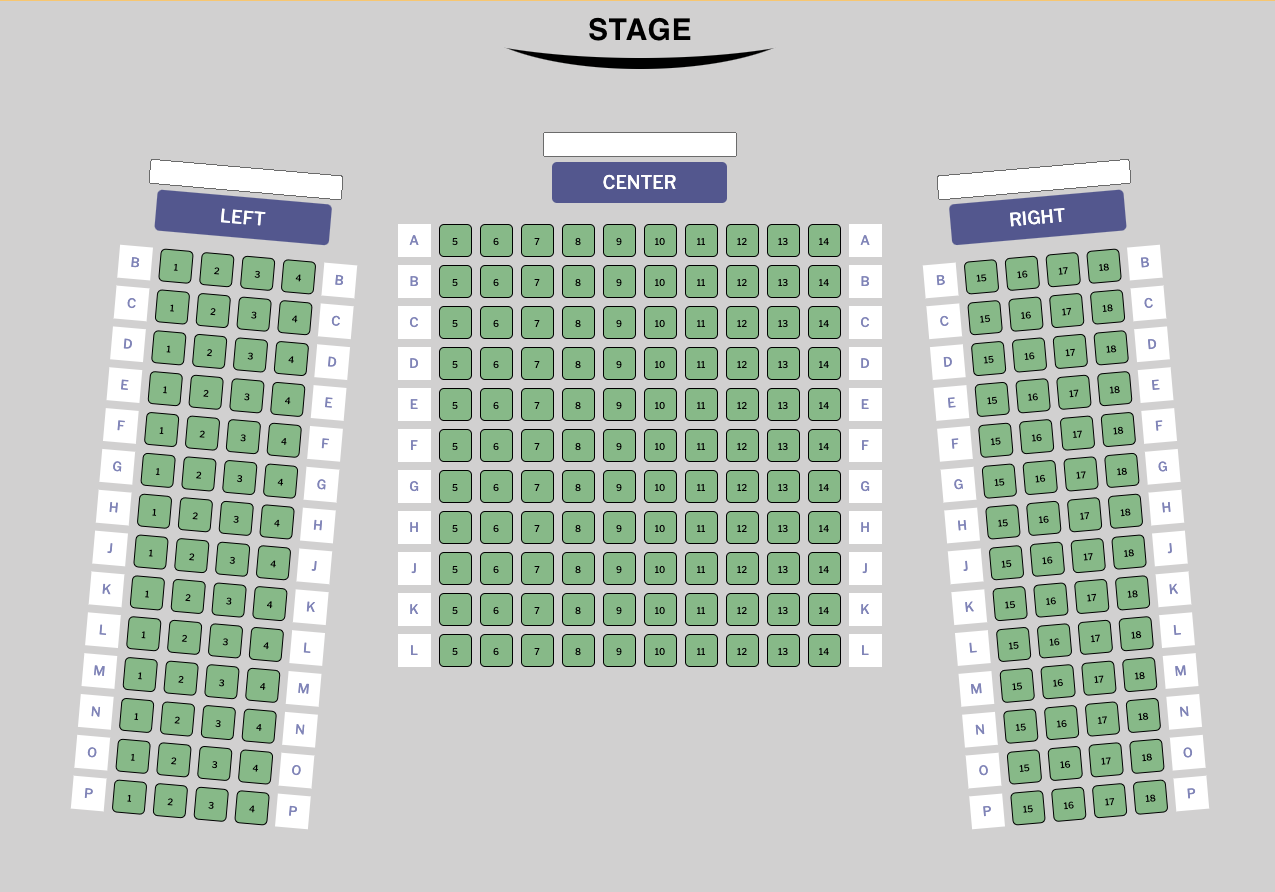 STAGE
CENTER
LEFT
RIGHT
A 5 6 7 8 9 10 11 12 13 14 A
B 1 2 3 4 B
B 5 6 7 8 9 10 11 12 13 14 B
B 15 16 17 18 B
C 1 2 3 4 C
C 5 6 7 8 9 10 11 12 13 14 C
C 15 16 17 18 C
D 1 2 3 4 D
D 5 6 7 8 9 10 11 12 13 14 D
D 15 16 17 18 D
E 1 2 3 4 E
E 5 6 7 8 9 10 11 12 13 14 E
E 15 16 17 18 E
F 1 2 3 4 F
F 5 6 7 8 9 10 11 12 13 14 F
F 15 16 17 18 F
G 1 2 3 4 G
G 5 6 7 8 9 10 11 12 13 14 G
G 15 16 17 18 G
H 1 2 3 4 H
H 5 6 7 8 9 10 11 12 13 14 H
H 15 16 17 18 H
J 1 2 3 4 J
J 5 6 7 8 9 10 11 12 13 14 J
J 15 16 17 18 J
K 1 2 3 4 K
K 5 6 7 8 9 10 11 12 13 14 K
K 15 16 17 18 K
L 1 2 3 4 L
L 5 6 7 8 9 10 11 12 13 14 L
L 15 16 17 18 L
M 1 2 3 4 M
M 15 16 17 18 M
N 1 2 3 4 N
N 15 16 17 18 N
O 1 2 3 4 O
O 15 16 17 18 O
P 1 2 3 4 P
P 15 16 17 18 P